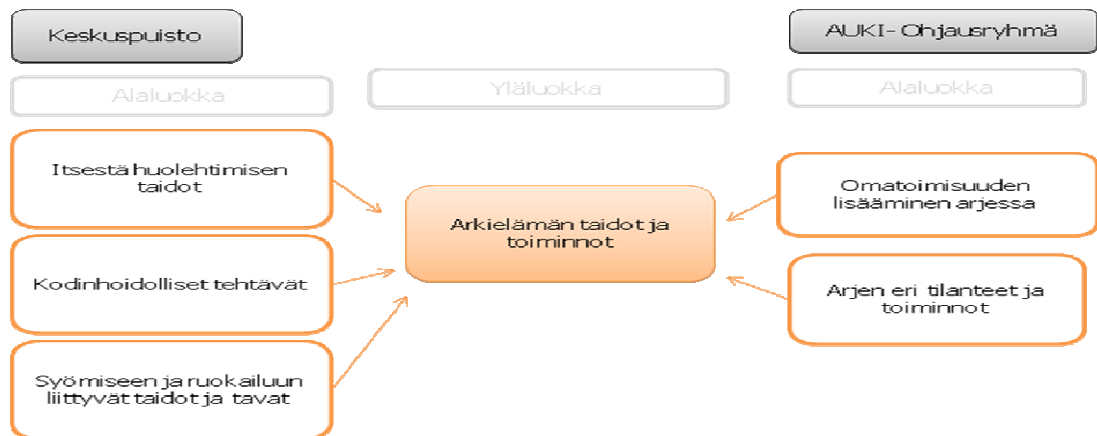 Keskuspuisto
AUKI- Ohjausryhmä
Alaluokka
Yläluokka
Alaluokka
Itsestä huolehtimisen
taidot
Kodinhoidolliset tehtävät
Syömiseen ja ruokailuun
liittyvät taidot ja tavat
Arkielämän taidot ja
toiminnot
Omatoimisuuden
lisääminen arjessa
Arjen eri tilanteet ja
toiminnot